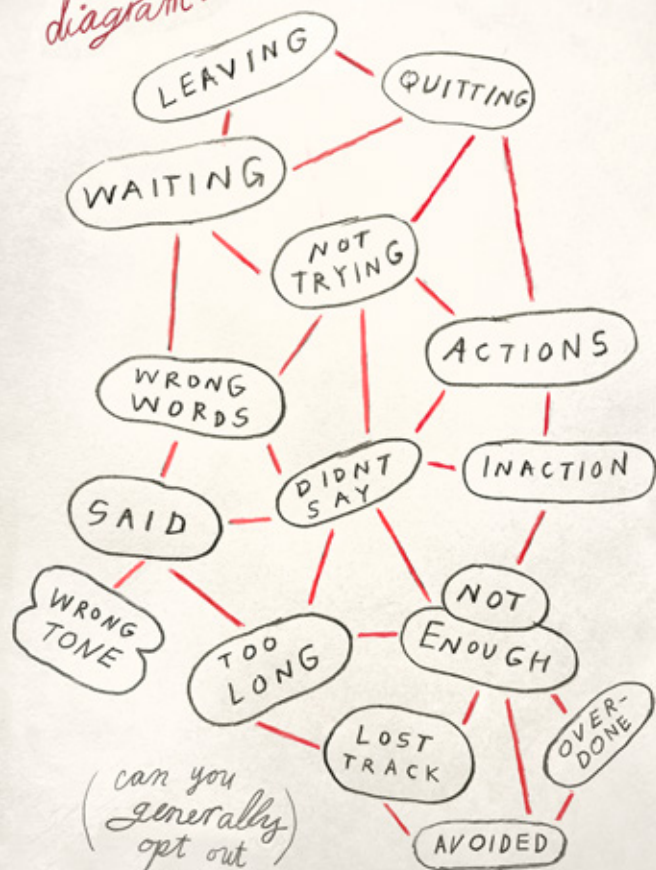 diagram
LEAVING
QUITTING
WAITING
NOT
TRYING
ACTIONS
WRONG
WORDS
DIDNT
SAY
INACTION
SAID
NOT
ENOUGH
WRONG
TONE
TOO
LONG
OVER-
DONE
LOST
TRACK
(can you
generally
opt out)
AVOIDED